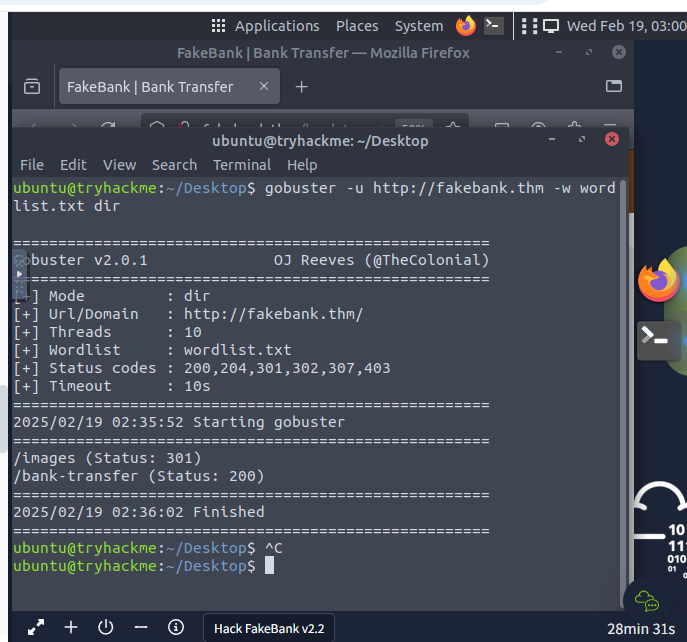 Applications Places System Wed Feb 19, 03:00
FakeBank | Bank Transfer — Mozilla Firefox
FakeBank | Bank Transfer
ubuntu@tryhackme: ~/Desktop
File Edit View Search Terminal Help
ubuntu@tryhackme:~/Desktop$ gobuster -u http://fakebank.thm -w word
list.txt dir
=====================================================
Gobuster v2.0.1 OJ Reeves (@TheColonial)
=====================================================
[+] Mode : dir
[+] Url/Domain : http://fakebank.thm/
[+] Threads : 10
[+] Wordlist : wordlist.txt
[+] Status codes : 200,204,301,302,307,403
[+] Timeout : 10s
=====================================================
2025/02/19 02:35:52 Starting gobuster
=====================================================
/images (Status: 301)
/bank-transfer (Status: 200)
=====================================================
2025/02/19 02:36:02 Finished
=====================================================
ubuntu@tryhackme:~/Desktop$ ^C
ubuntu@tryhackme:~/Desktop$
10
11
010
01
Hack FakeBank v2.2
28min 31s